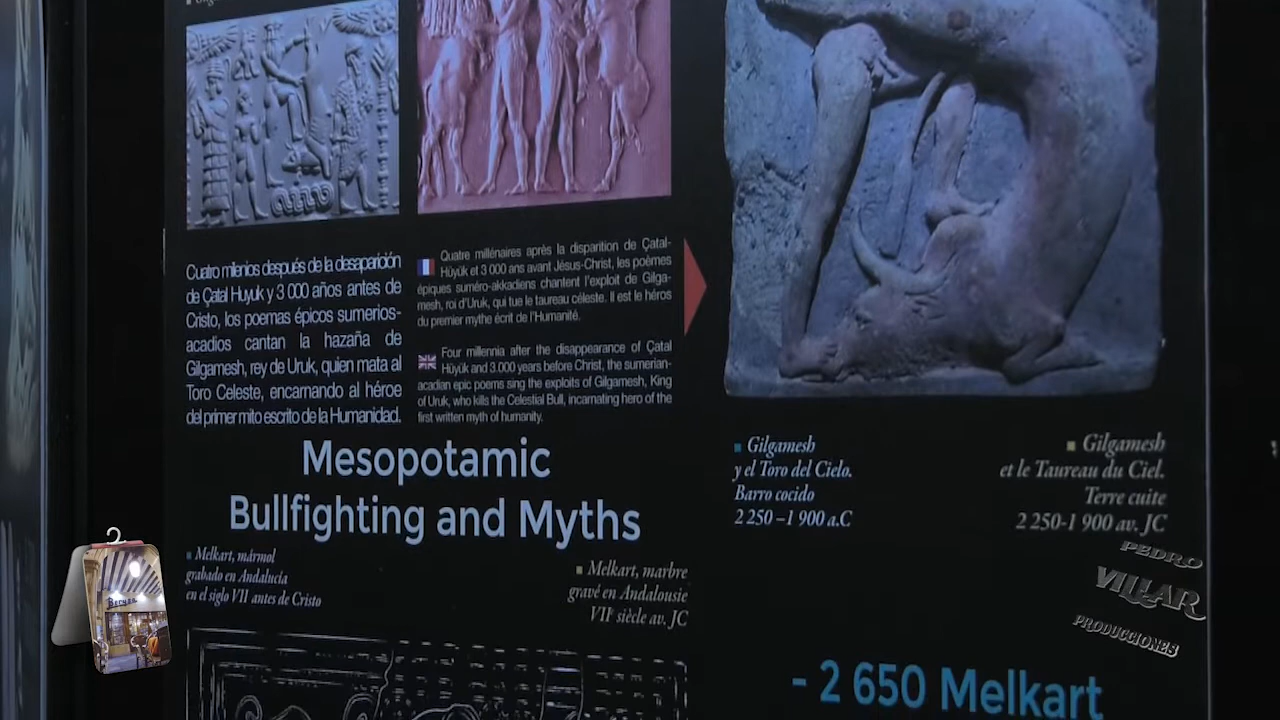 Cuatro milenios después de la desaparición
de Çatal Huyuk y 3 000 años antes de
Cristo, los poemas épicos sumerios-
acadios cantan la hazaña de
Gilgamesh, rey de Uruk, quien mata al
Toro Celeste, encarnando al héroe
del primer mito escrito de la Humanidad.
Quatre millénaires après la disparition de Çatal-
Hüyük et 3 000 ans avant Jésus-Christ, les poèmes
épiques suméro-akkadiens chantent l'exploit de Gilga-
mesh, roi d'Uruk, qui tue le taureau céleste. Il est le héros
du premier mythe écrit de l'Humanité.
Four millennia after the disappearance of Çatal
Hüyük and 3.000 years before Christ, the sumerian-
acadian epic poems sing the exploits of Gilgamesh, King
of Uruk, who kills the Celestial Bull, incarnating hero of the
first written myth of humanity.
Mesopotamic
Bullfighting and Myths
Melkart, mármol
grabado en Andalucía
en el siglo VII antes de Cristo
Melkart, marbre
gravé en Andalousie
VIIe siècle av. JC
Gilgamesh
y el Toro del Cielo.
Barro cocido
2 250 – 1 900 a.C
Gilgamesh
et le Taureau du Ciel.
Terre cuite
2 250-1 900 av. JC
- 2 650 Melkart
PEDRO
VILLAR
PRODUCCIONES